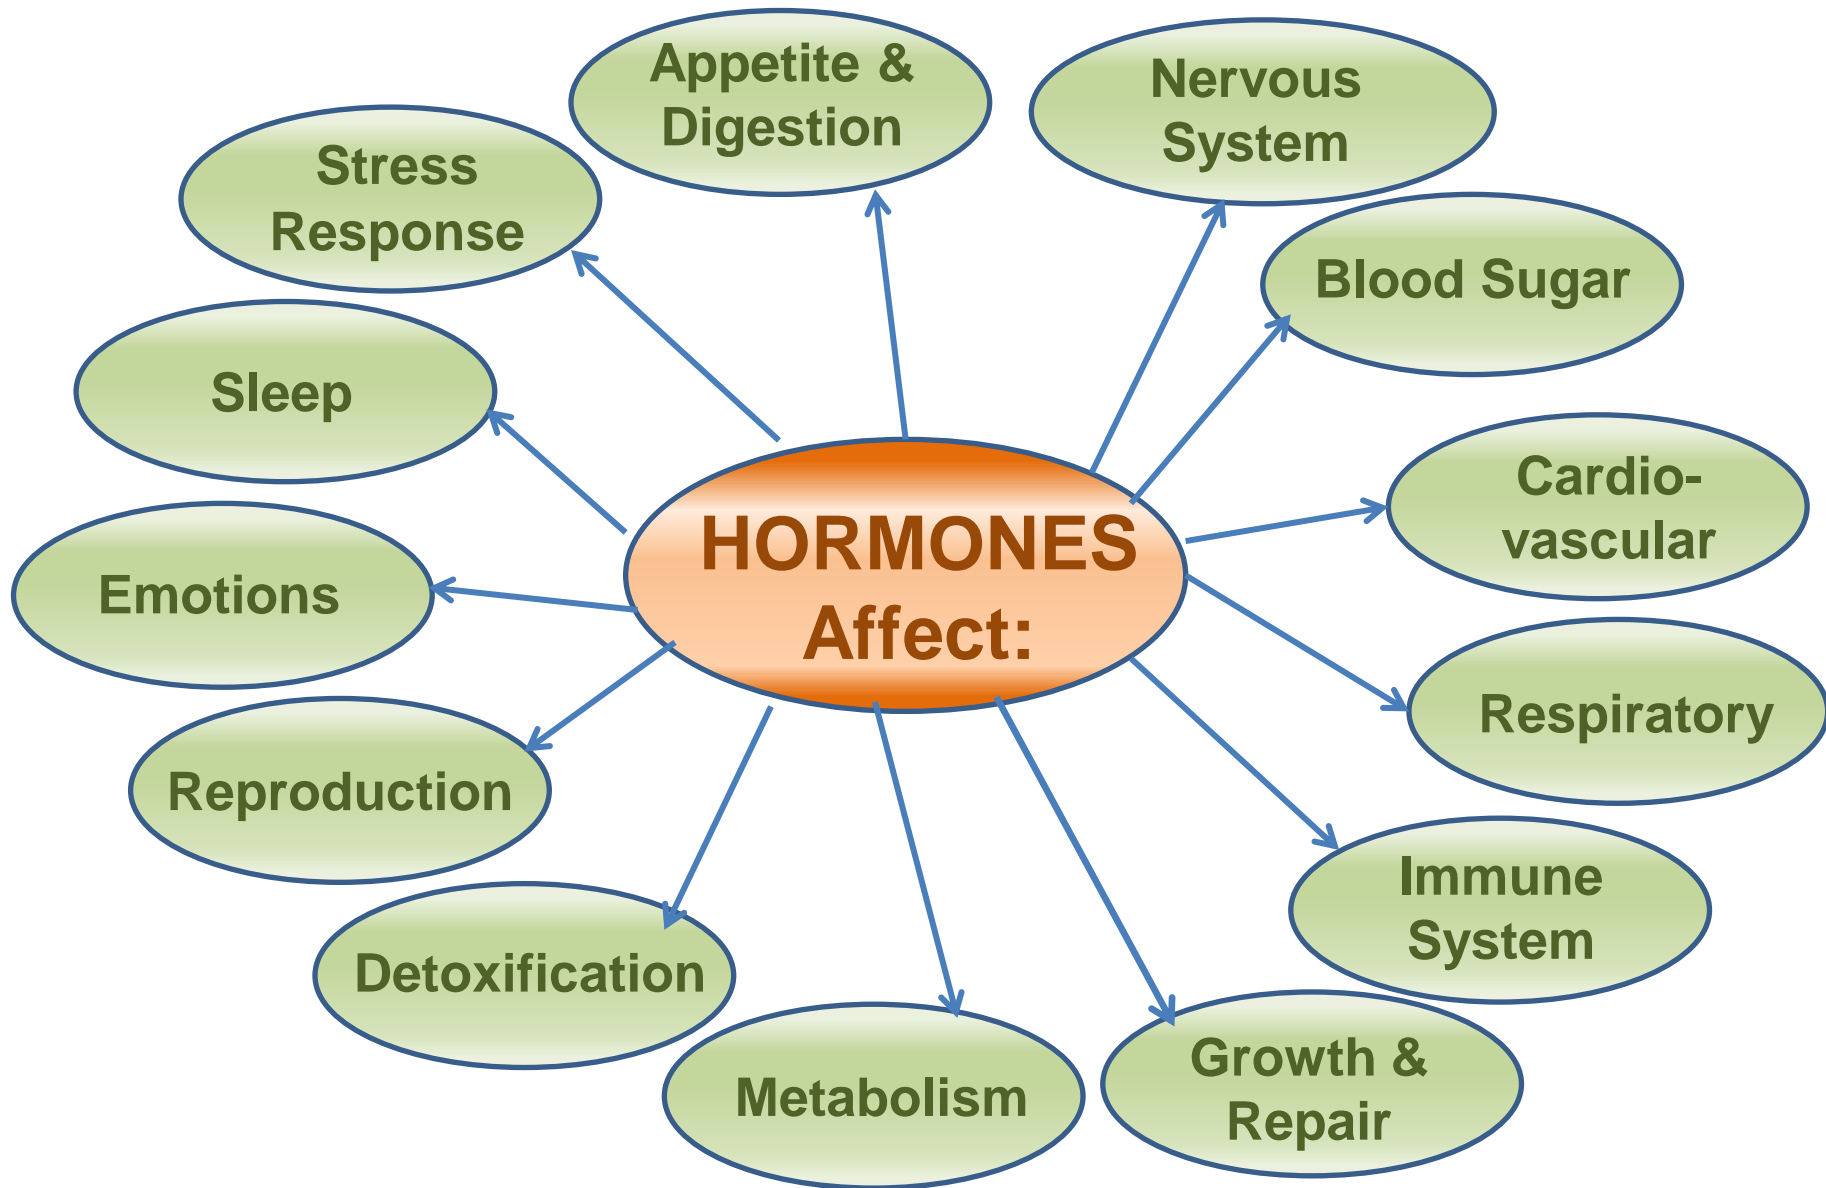 Appetite &
Digestion
Nervous
System
Stress
Response
Blood Sugar
Sleep
Cardio-
vascular
HORMONES
Affect:
Emotions
Respiratory
Reproduction
Immune
System
Detoxification
Metabolism
Growth &
Repair